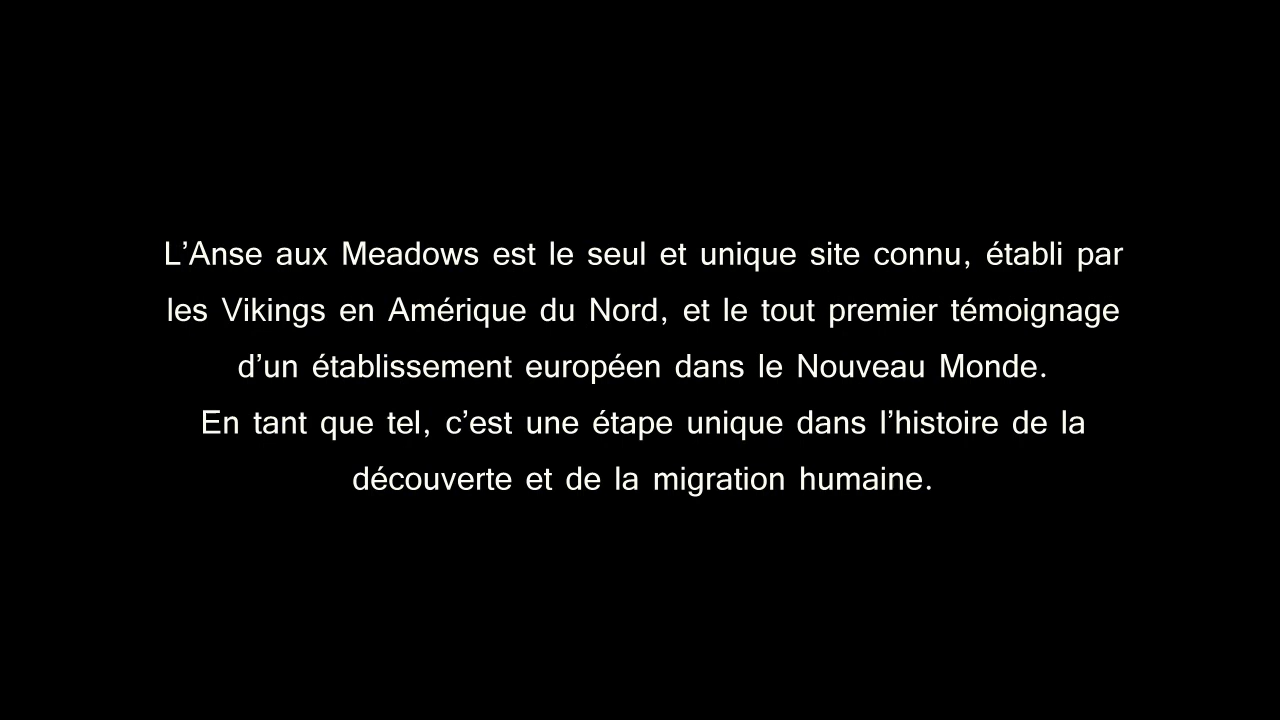 L’Anse aux Meadows est le seul et unique site connu, établi par
les Vikings en Amérique du Nord, et le tout premier témoignage
d’un établissement européen dans le Nouveau Monde.
En tant que tel, c’est une étape unique dans l’histoire de la
découverte et de la migration humaine.